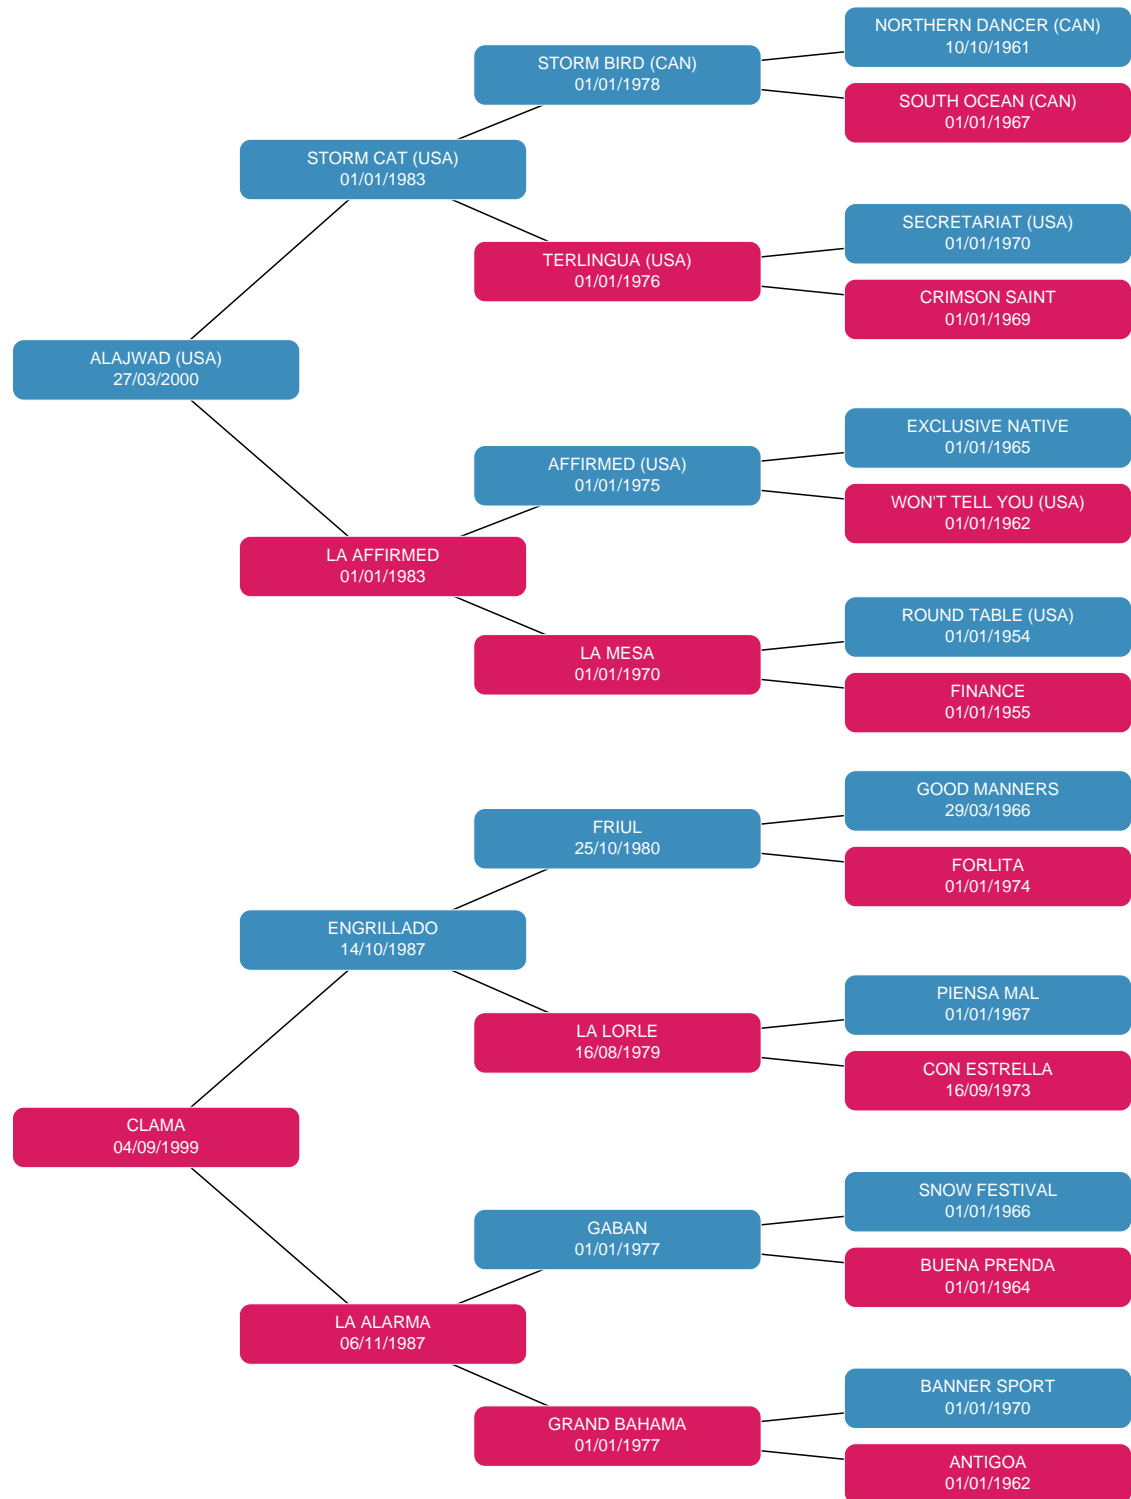 NORTHERN DANCER (CAN)
10/10/1961
STORM BIRD (CAN)
01/01/1978
SOUTH OCEAN (CAN)
01/01/1967
STORM CAT (USA)
01/01/1983
SECRETARIAT (USA)
01/01/1970
TERLINGUA (USA)
01/01/1976
CRIMSON SAINT
01/01/1969
ALAJWAD (USA)
27/03/2000
EXCLUSIVE NATIVE
01/01/1965
AFFIRMED (USA)
01/01/1975
WON'T TELL YOU (USA)
01/01/1962
LA AFFIRMED
01/01/1983
ROUND TABLE (USA)
01/01/1954
LA MESA
01/01/1970
FINANCE
01/01/1955
GOOD MANNERS
29/03/1966
FRIUL
25/10/1980
FORLITA
01/01/1974
ENGRILLADO
14/10/1987
PIENSA MAL
01/01/1967
LA LORLE
16/08/1979
CON ESTRELLA
16/09/1973
CLAMA
04/09/1999
SNOW FESTIVAL
01/01/1966
GABAN
01/01/1977
BUENA PRENDA
01/01/1964
LA ALARMA
06/11/1987
BANNER SPORT
01/01/1970
GRAND BAHAMA
01/01/1977
ANTIGOA
01/01/1962